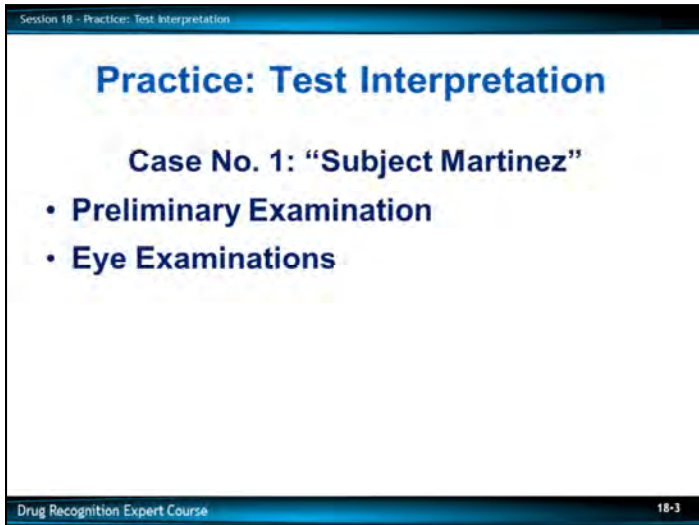 Session 18 - Practice: Test Interpretation
Practice: Test Interpretation
Case No. 1: “Subject Martinez”
• Preliminary Examination
• Eye Examinations
Drug Recognition Expert Course
18-3